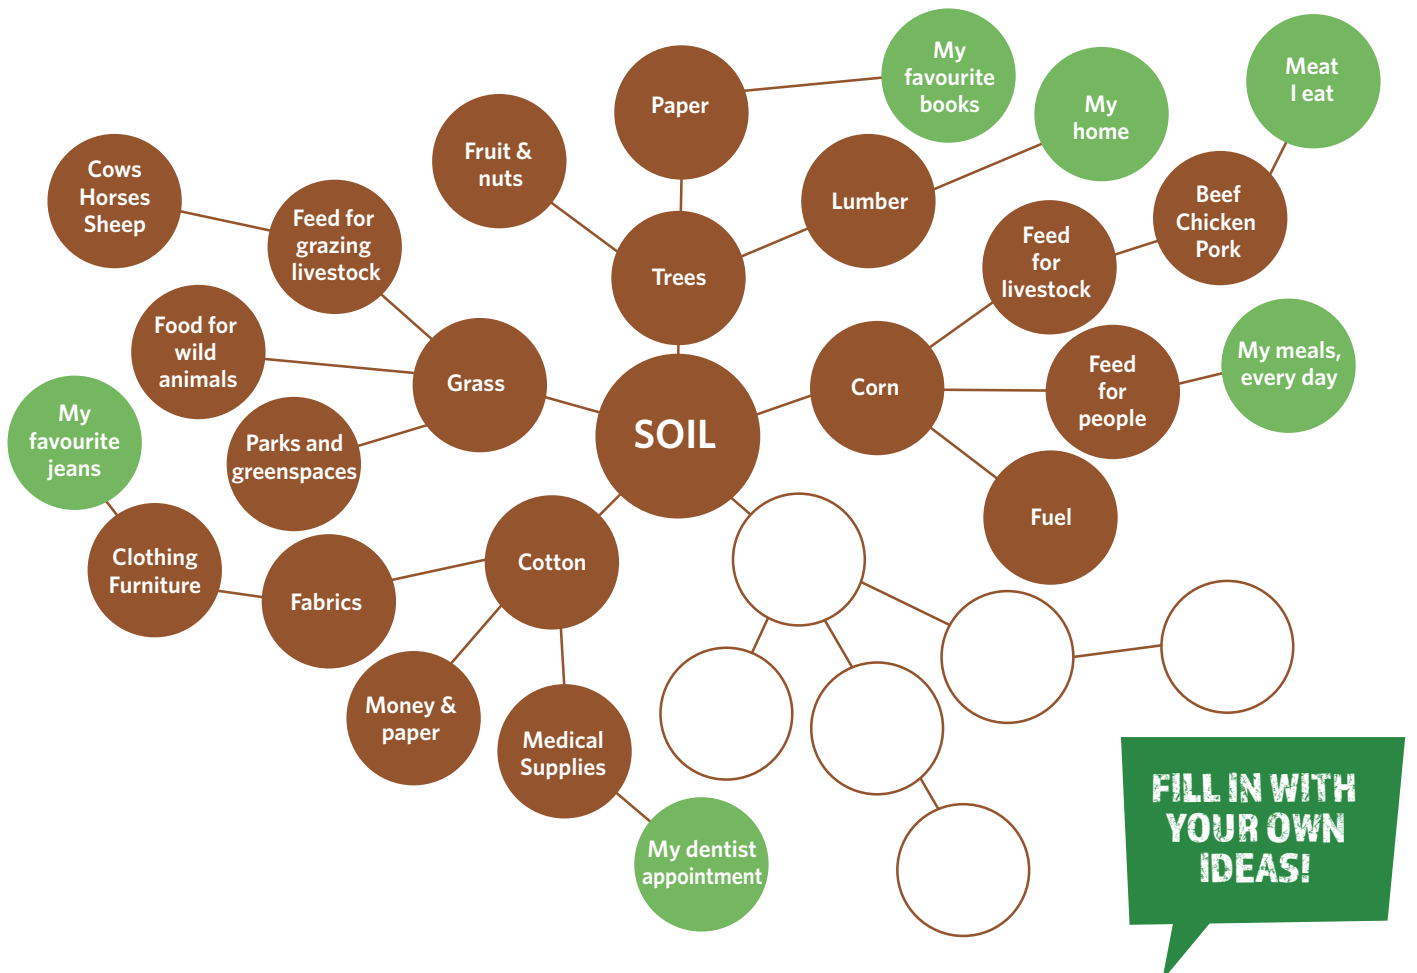 My
favourite
books
Meat
I eat
Paper
My
home
Fruit &
nuts
Cows
Horses
Sheep
Lumber
Beef
Chicken
Pork
Feed for
grazing
livestock
Feed
for
livestock
Trees
Food for
wild
animals
My meals,
every day
Grass
Corn
Feed
for
people
My
favourite
jeans
SOIL
Parks and
greenspaces
Fuel
Clothing
Furniture
Cotton
Fabrics
Money &
paper
Medical
Supplies
My dentist
appointment
FILL IN WITH
YOUR OWN
IDEAS!